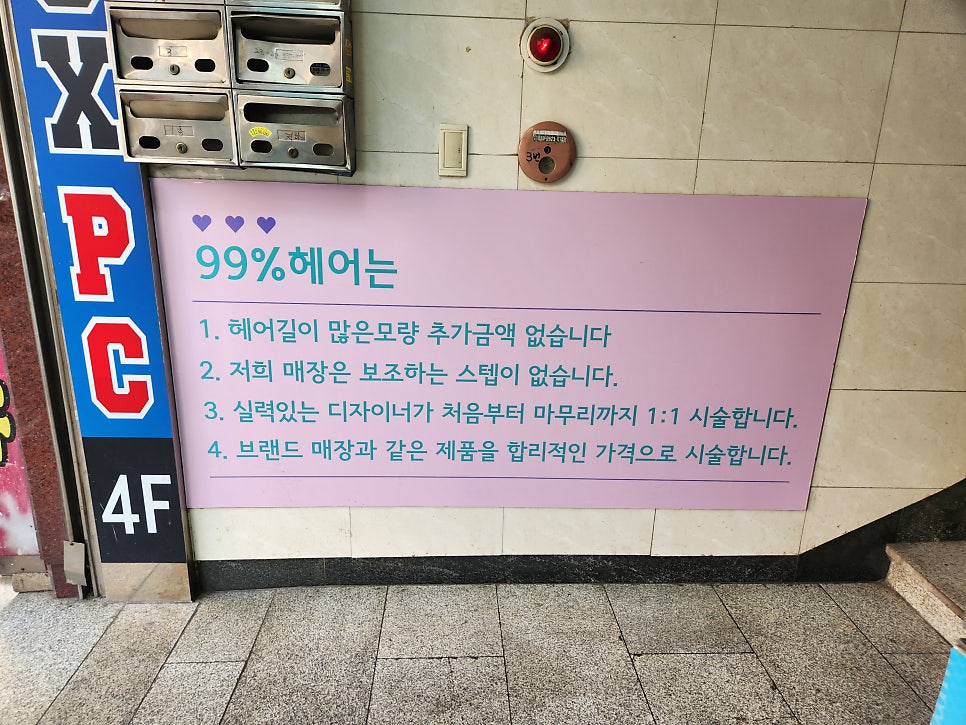 X
PC
4F
3번
99%헤어는
1. 헤어길이 많은모량 추가금액 없습니다
2. 저희 매장은 보조하는 스텝이 없습니다.
3. 실력있는 디자이너가 처음부터 마무리까지 1:1 시술합니다.
4. 브랜드 매장과 같은 제품을 합리적인 가격으로 시술합니다.